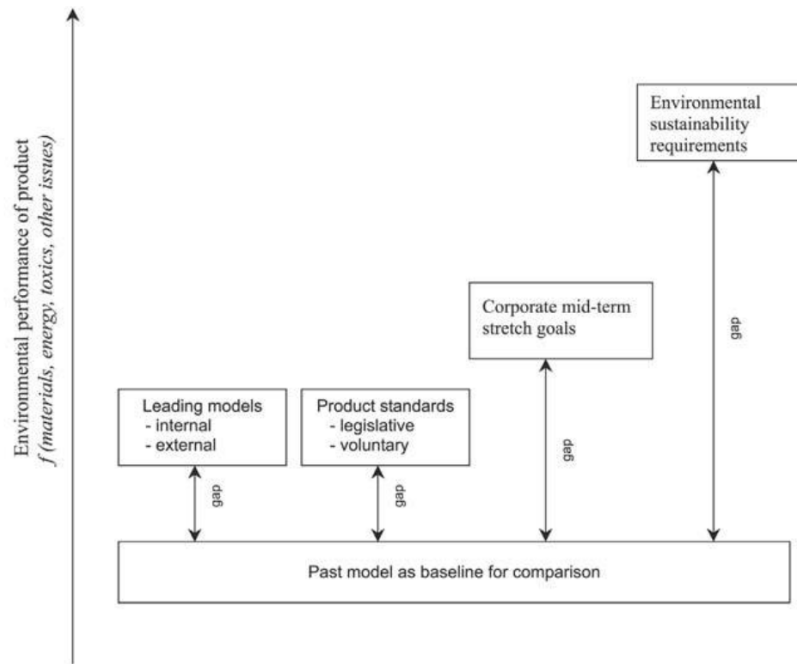 Environmental performance of product
f (materials, energy, toxics, other issues)
Environmental
sustainability
requirements
gap
Corporate mid-term
stretch goals
gap
Leading models
- internal
- external
gap
Product standards
- legislative
- voluntary
gap
Past model as baseline for comparison